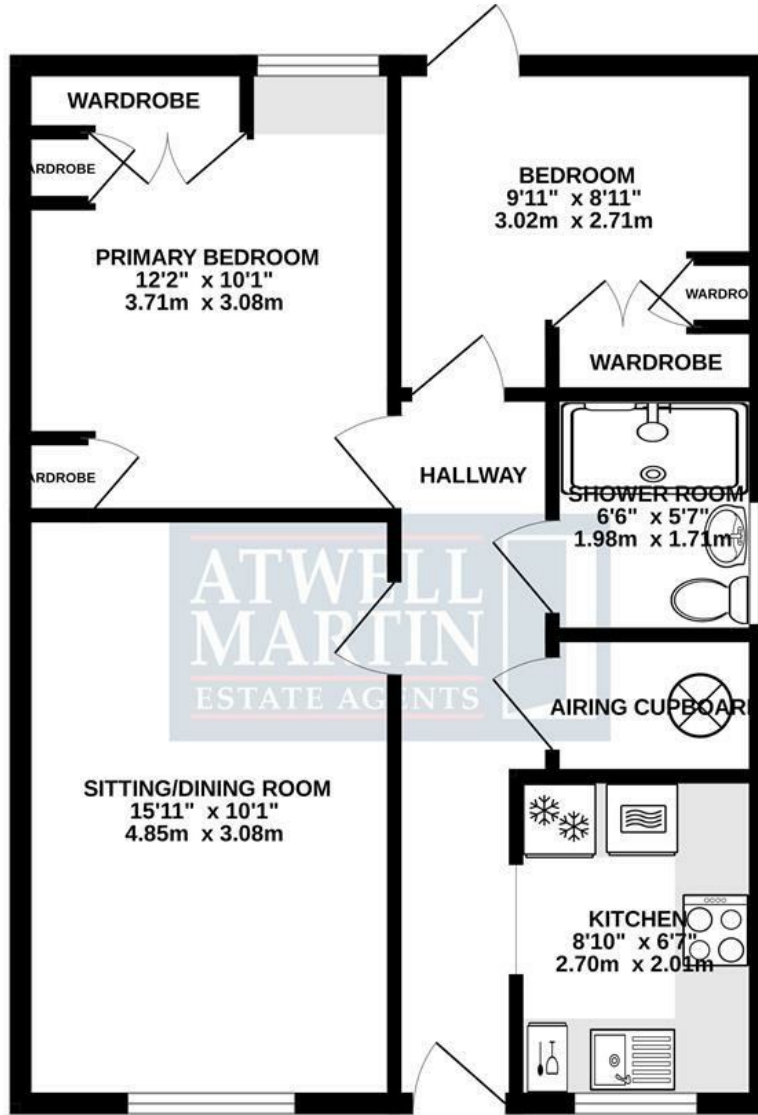 WARDROBE
ARDROBE
BEDROOM
9'11" x 8'11"
3.02m x 2.71m
PRIMARY BEDROOM
12'2" x 10'1"
3.71m x 3.08m
WARDRO
WARDROBE
ARDROBE
HALLWAY
SHOWER ROOM
6'6" x 5'7"
1.98m x 1.71m
ATWELL
MARTIN
ESTATE AGENTS
AIRING CUPBOARD
SITTING/DINING ROOM
15'11" x 10'1"
4.85m x 3.08m
KITCHEN
8'10" x 6'7"
2.70m x 2.01m